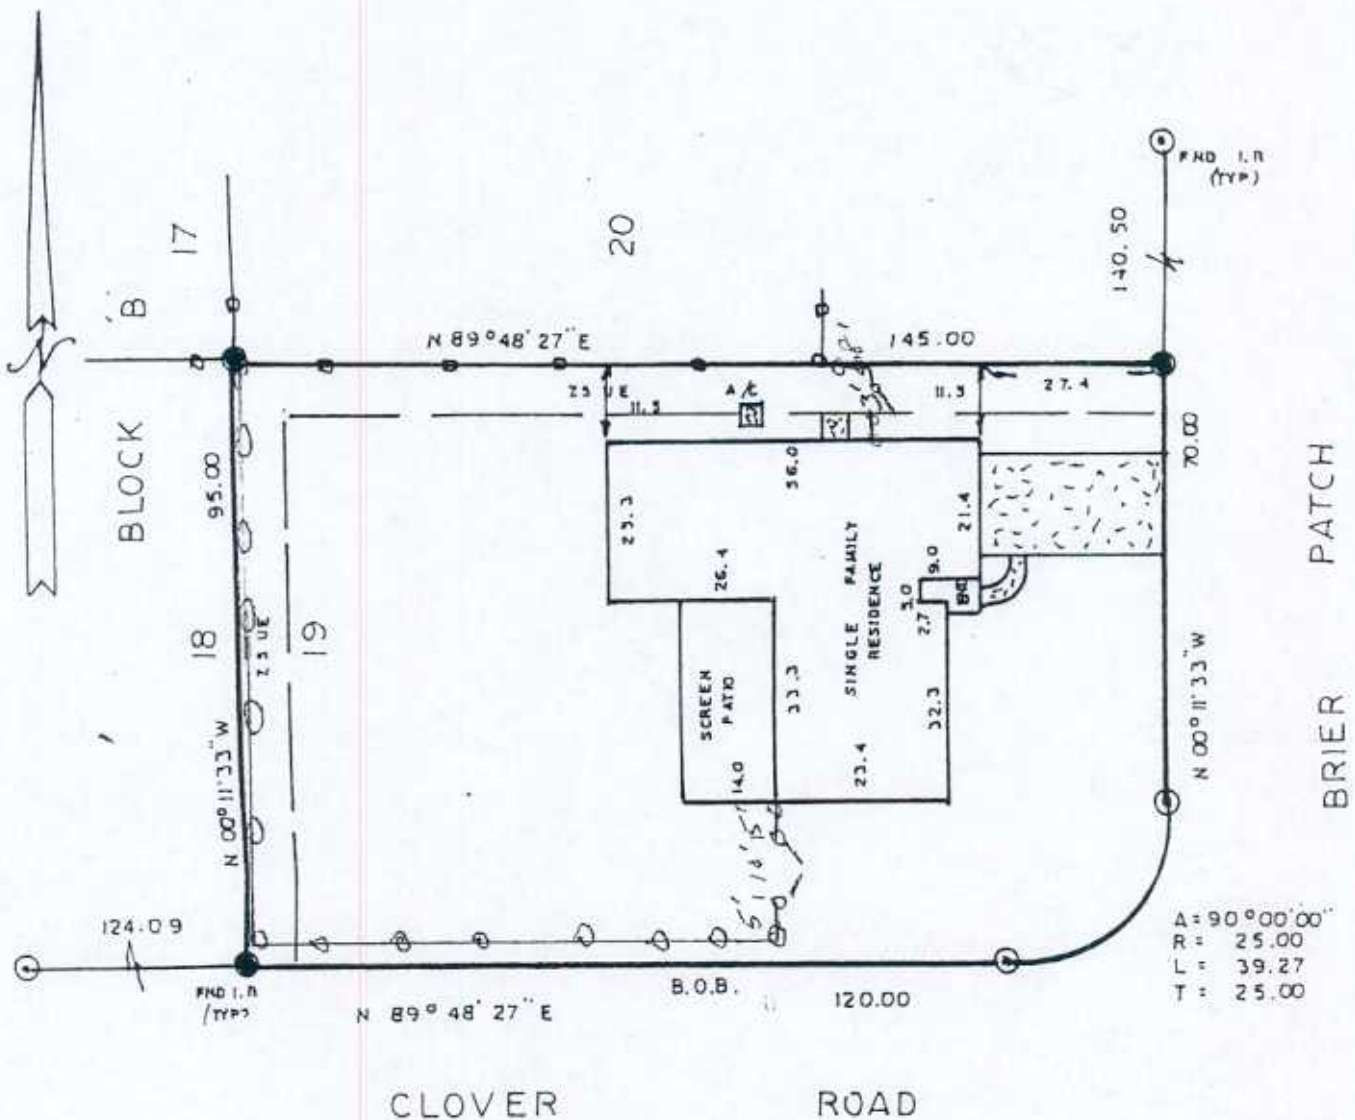 N
BLOCK B
17
20
FND I.R
(TYP)
140.50
N 89°48'27"E
145.00
7.5 UE
11.5
A/C
11.5
27.4
95.00
56.0
70.00
25.3
26.4
21.4
9.0
5.0
2.7
SINGLE FAMILY
RESIDENCE
18
19
7.5 UE
SCREEN
PATIO
33.3
32.3
14.0
23.4
N 00°11'33"W
N 00°11'33"W
BRIER PATCH
124.09
FND I.R
(TYP)
N 89°48'27"E
B.O.B.
120.00
Δ = 90°00'00"
R = 25.00
L = 39.27
T = 25.00
CLOVER ROAD